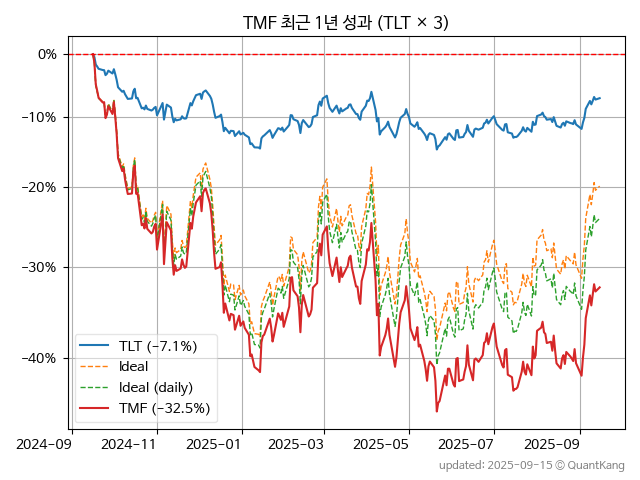 TMF 최근 1년 성과 (TLT × 3)
0%
−10%
−20%
−30%
−40%
TLT (−7.1%)
Ideal
Ideal (daily)
TMF (−32.5%)
2024-09
2024-11
2025-01
2025-03
2025-05
2025-07
2025-09
updated: 2025-09-15 © QuantKang